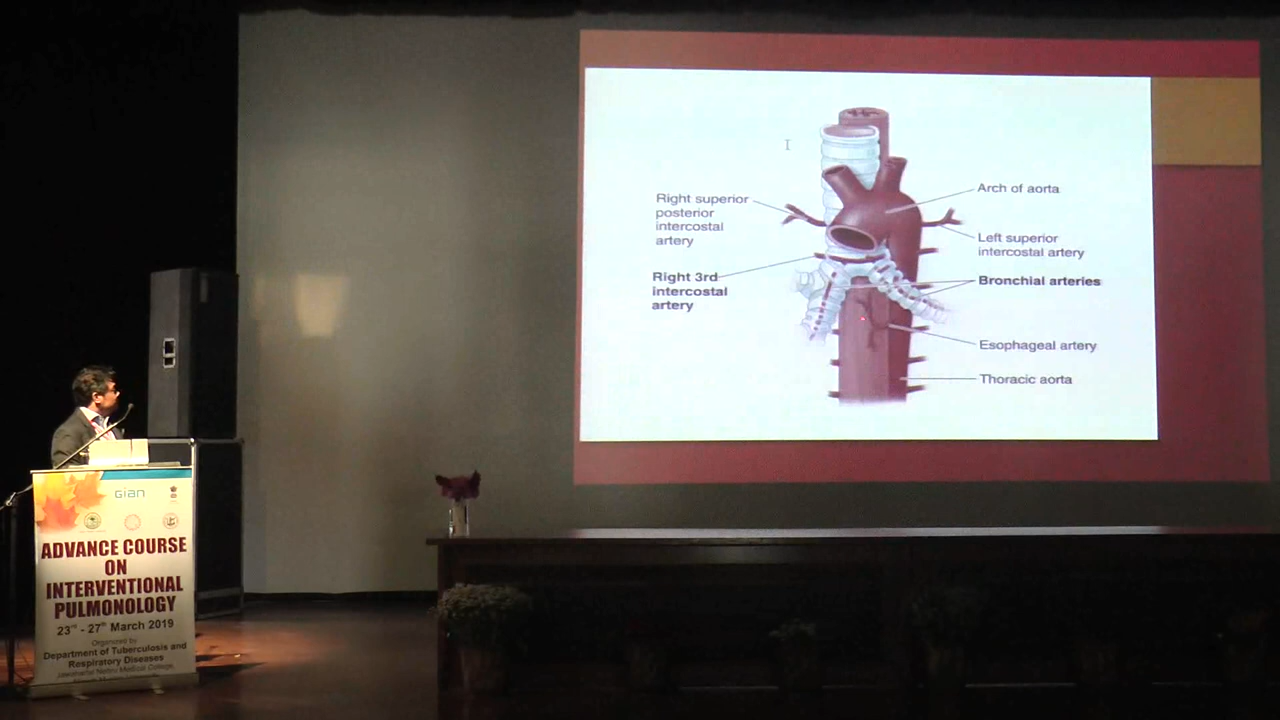 Right superior
posterior
intercostal
artery
Right 3rd
intercostal
artery
Arch of aorta
Left superior
intercostal artery
Bronchial arteries
Esophageal artery
Thoracic aorta
GIAN
ADVANCE COURSE
ON
INTERVENTIONAL
PULMONOLOGY
23rd - 27th March 2019
Organized by
Department of Tuberculosis and
Respiratory Diseases
Medical College,